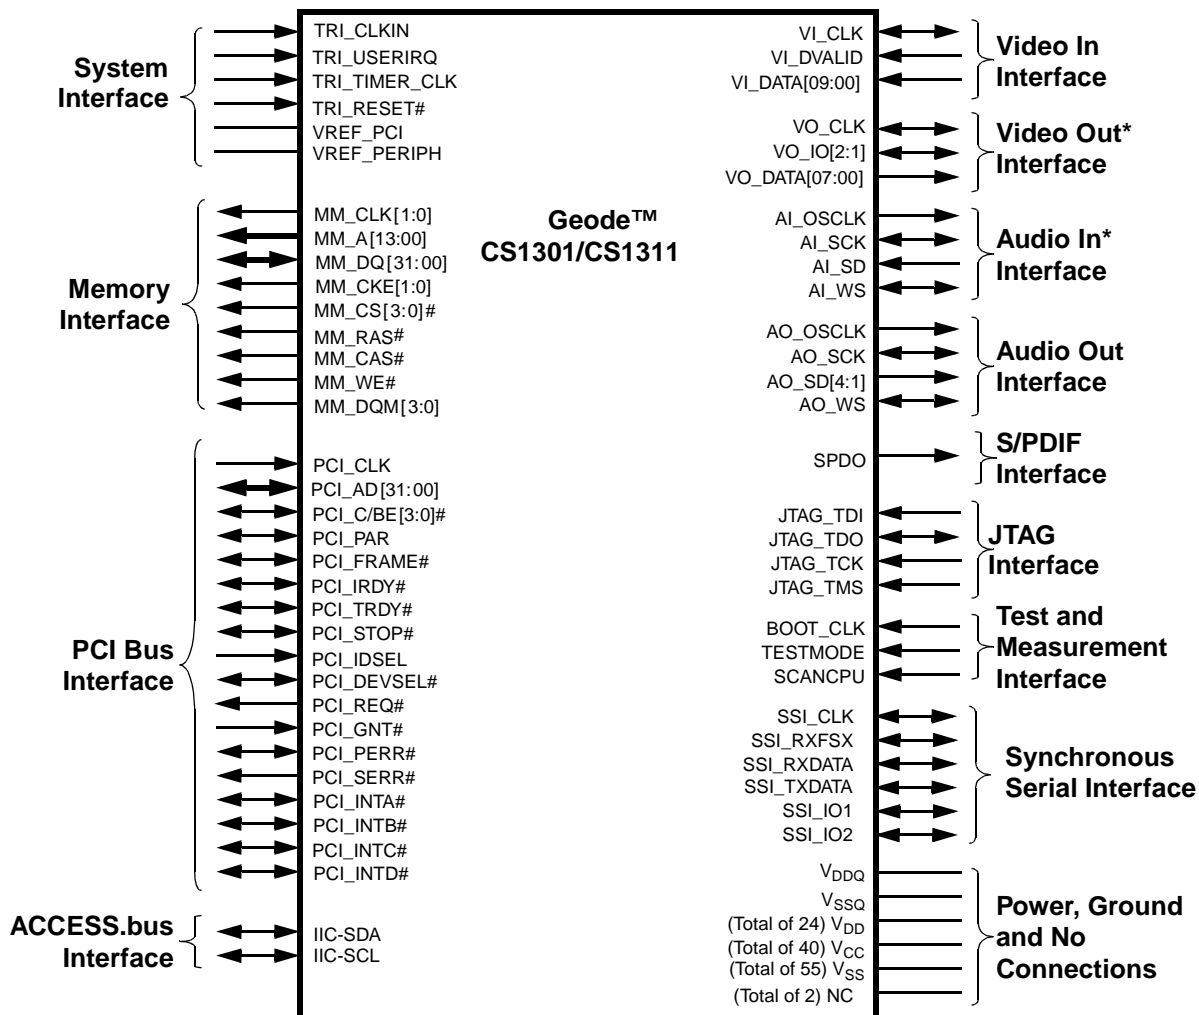 System
Interface
TRI_CLKIN
TRI_USERIRQ
TRI_TIMER_CLK
TRI_RESET#
VREF_PCI
VREF_PERIPH
Memory
Interface
MM_CLK[1:0]
MM_A[13:00]
MM_DQ[31:00]
MM_CKE[1:0]
MM_CS[3:0]#
MM_RAS#
MM_CAS#
MM_WE#
MM_DQM[3:0]
PCI Bus
Interface
PCI_CLK
PCI_AD[31:00]
PCI_C/BE[3:0]#
PCI_PAR
PCI_FRAME#
PCI_IRDY#
PCI_TRDY#
PCI_STOP#
PCI_IDSEL
PCI_DEVSEL#
PCI_REQ#
PCI_GNT#
PCI_PERR#
PCI_SERR#
PCI_INTA#
PCI_INTB#
PCI_INTC#
PCI_INTD#
ACCESS.bus
Interface
IIC-SDA
IIC-SCL
Geode™
CS1301/CS1311
VI_CLK
VI_DVALID
VI_DATA[09:00]
Video In
Interface
VO_CLK
VO_IO[2:1]
VO_DATA[07:00]
Video Out*
Interface
AI_OSCLK
AI_SCK
AI_SD
AI_WS
Audio In*
Interface
AO_OSCLK
AO_SCK
AO_SD[4:1]
AO_WS
Audio Out
Interface
SPDO
S/PDIF
Interface
JTAG_TDI
JTAG_TDO
JTAG_TCK
JTAG_TMS
JTAG
Interface
BOOT_CLK
TESTMODE
SCANCPU
Test and
Measurement
Interface
SSI_CLK
SSI_RXFSX
SSI_RXDATA
SSI_TXDATA
SSI_IO1
SSI_IO2
Synchronous
Serial Interface
VDDQ
VSSQ
(Total of 24) VDD
(Total of 40) VCC
(Total of 55) VSS
(Total of 2) NC
Power, Ground
and No
Connections